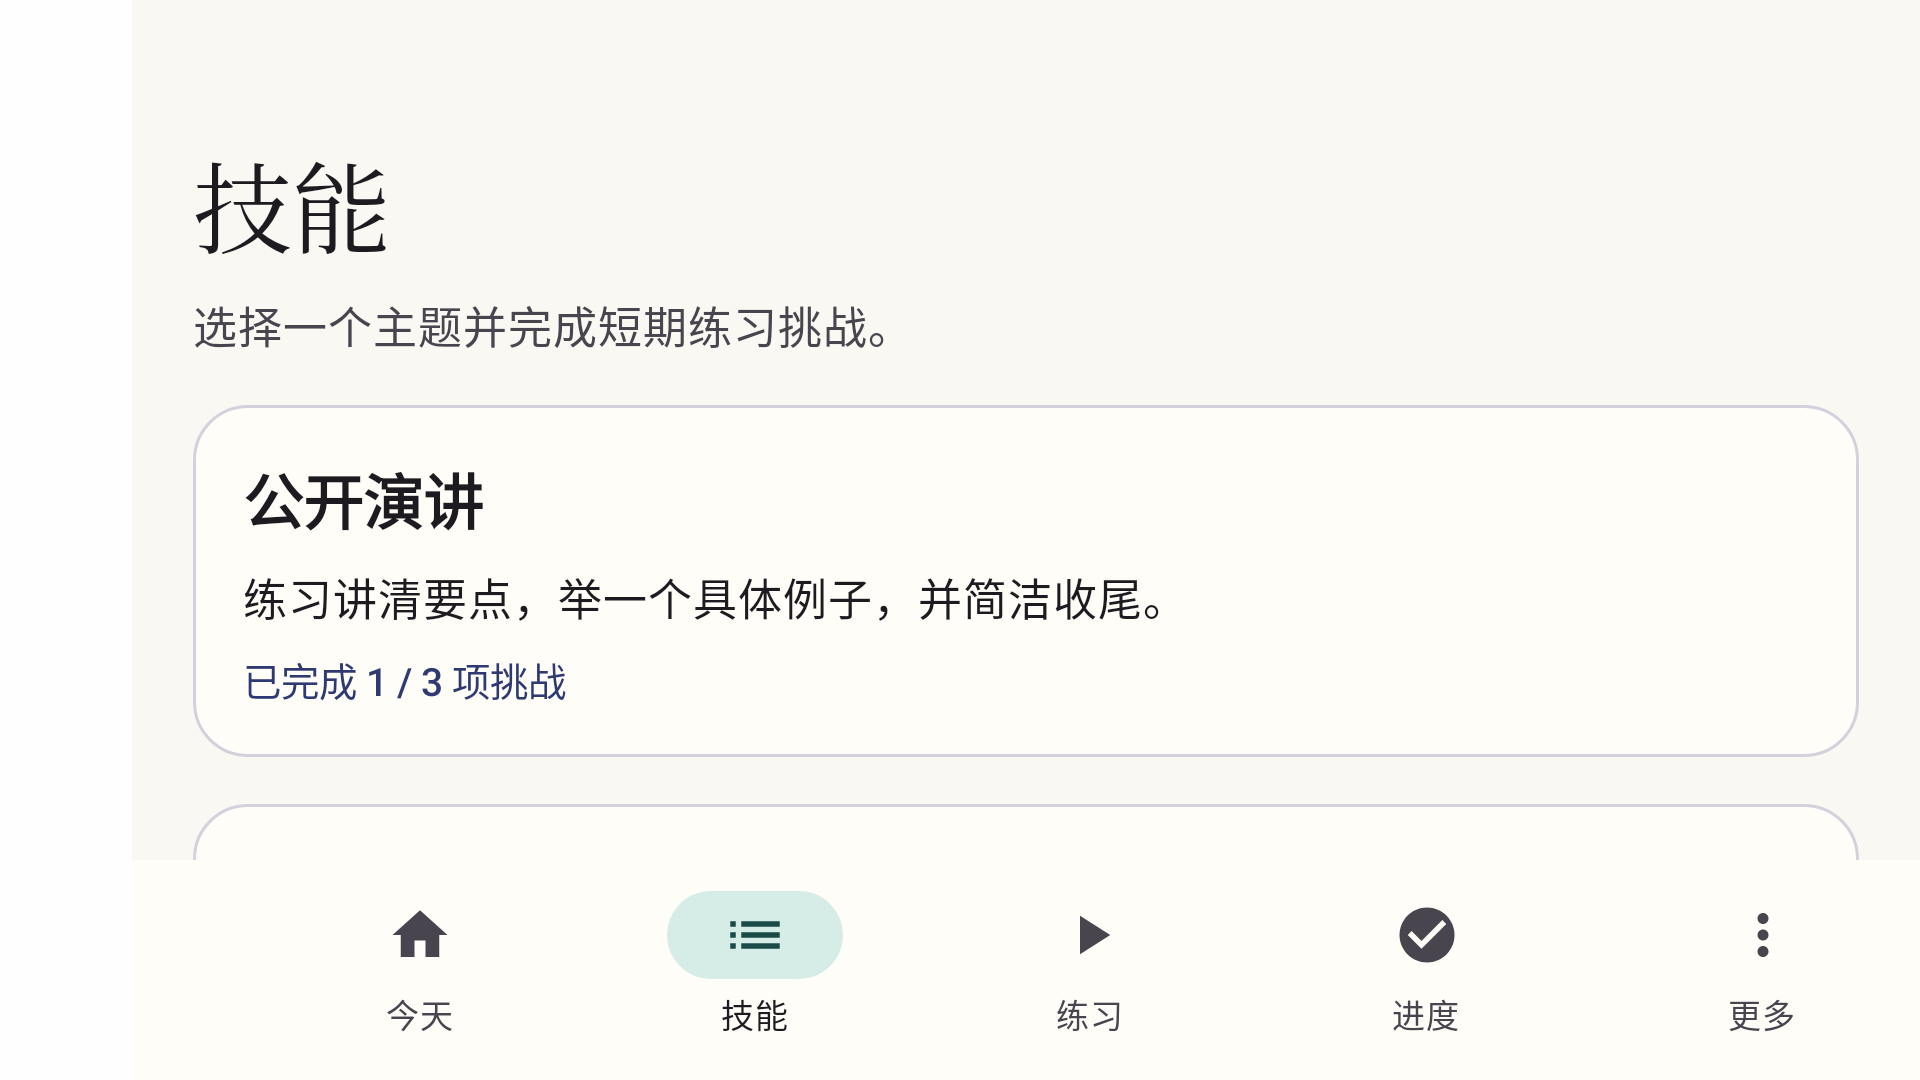 技能
选择一个主题并完成短期练习挑战。
公开演讲
练习讲清要点，举一个具体例子，并简洁收尾。
已完成 1 / 3 项挑战
今天
技能
练习
进度
更多